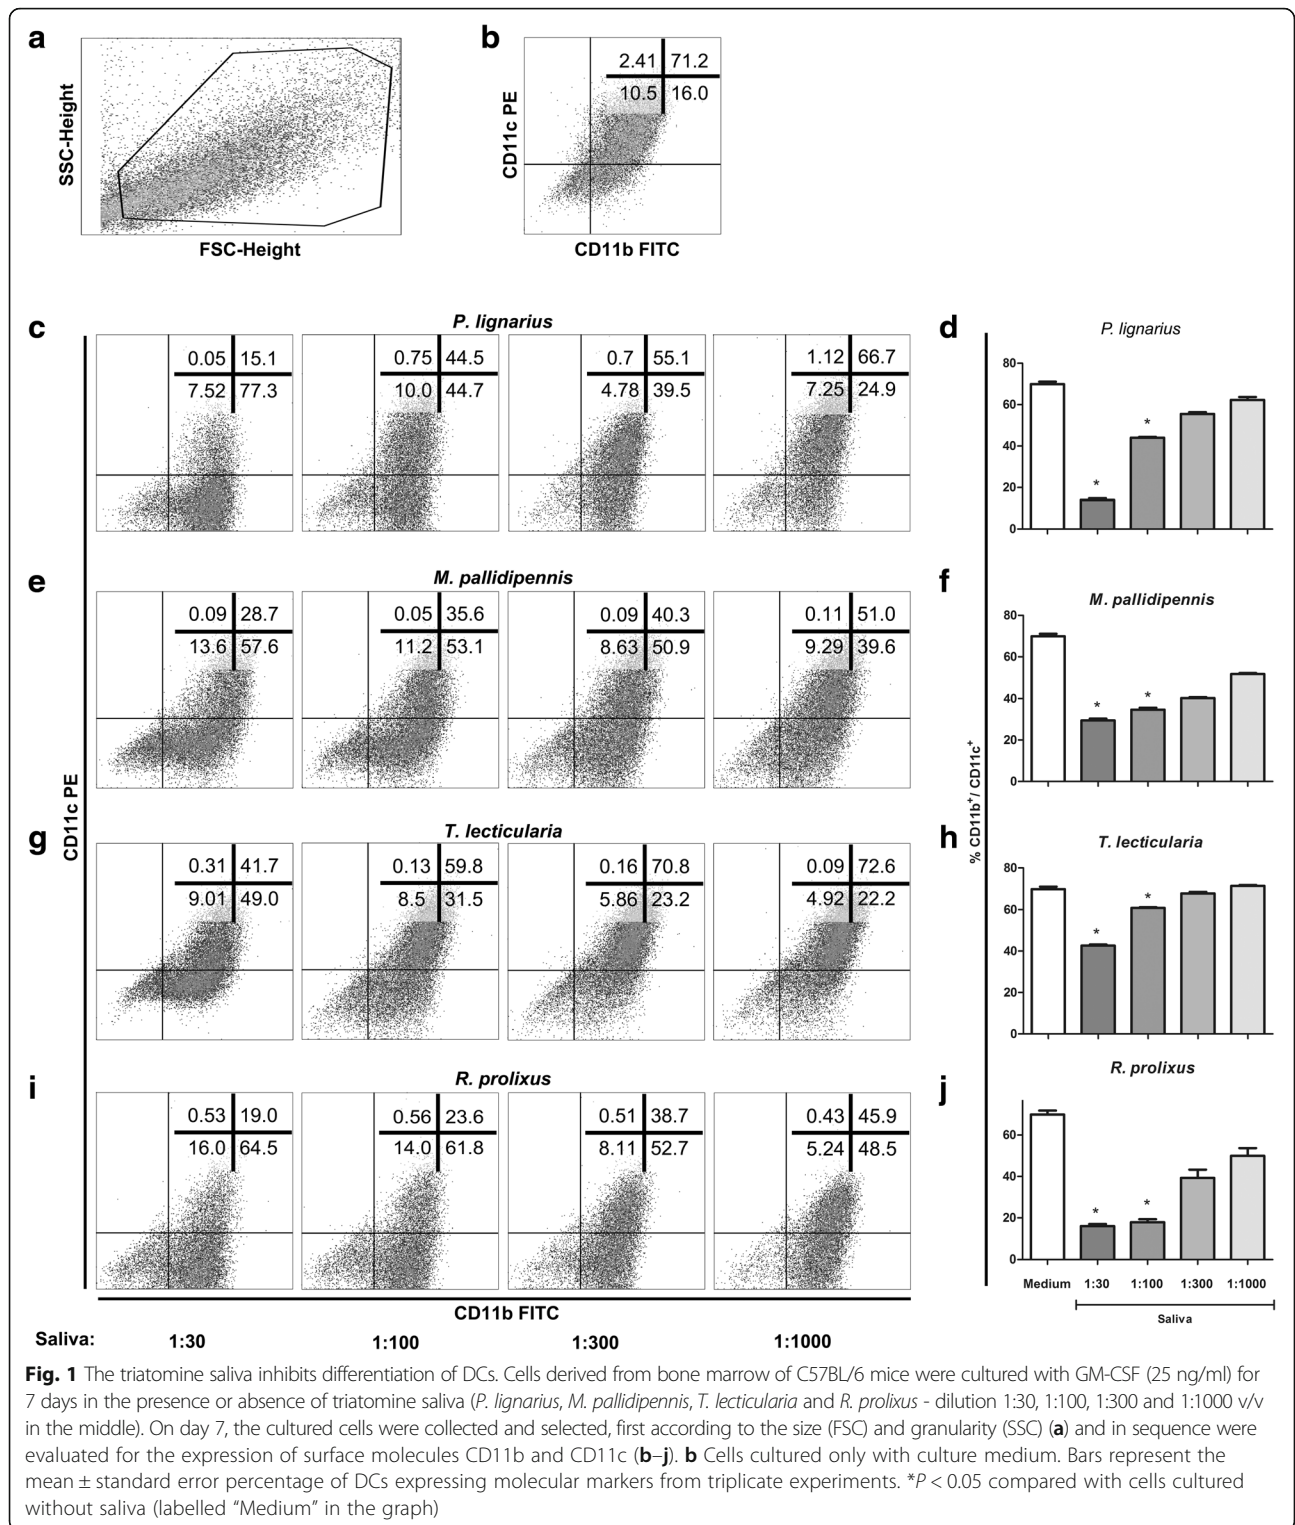 a
b
SSC-Height
FSC-Height
CD11c PE
2.41 71.2
10.5 16.0
CD11b FITC
c
P. lignarius
0.05 15.1
7.52 77.3
0.75 44.5
10.0 44.7
0.7 55.1
4.78 39.5
1.12 66.7
7.25 24.9
d
P. lignarius
80
60
40
20
0
*
*
e
M. pallidipennis
0.09 28.7
13.6 57.6
0.05 35.6
11.2 53.1
0.09 40.3
8.63 50.9
0.11 51.0
9.29 39.6
f
M. pallidipennis
80
60
40
20
0
*
*
CD11c PE
% CD11b+/ CD11c+
g
T. lecticularia
0.31 41.7
9.01 49.0
0.13 59.8
8.5 31.5
0.16 70.8
5.86 23.2
0.09 72.6
4.92 22.2
h
T. lecticularia
80
60
40
20
0
*
*
i
R. prolixus
0.53 19.0
16.0 64.5
0.56 23.6
14.0 61.8
0.51 38.7
8.11 52.7
0.43 45.9
5.24 48.5
j
R. prolixus
60
40
20
0
*
*
Medium 1:30 1:100 1:300 1:1000
Saliva
CD11b FITC
Saliva: 1:30 1:100 1:300 1:1000
Fig. 1 The triatomine saliva inhibits differentiation of DCs. Cells derived from bone marrow of C57BL/6 mice were cultured with GM-CSF (25 ng/ml) for
7 days in the presence or absence of triatomine saliva (P. lignarius, M. pallidipennis, T. lecticularia and R. prolixus - dilution 1:30, 1:100, 1:300 and 1:1000 v/v
in the middle). On day 7, the cultured cells were collected and selected, first according to the size (FSC) and granularity (SSC) (a) and in sequence were
evaluated for the expression of surface molecules CD11b and CD11c (b–j). b Cells cultured only with culture medium. Bars represent the
mean ± standard error percentage of DCs expressing molecular markers from triplicate experiments. *P < 0.05 compared with cells cultured
without saliva (labelled “Medium” in the graph)